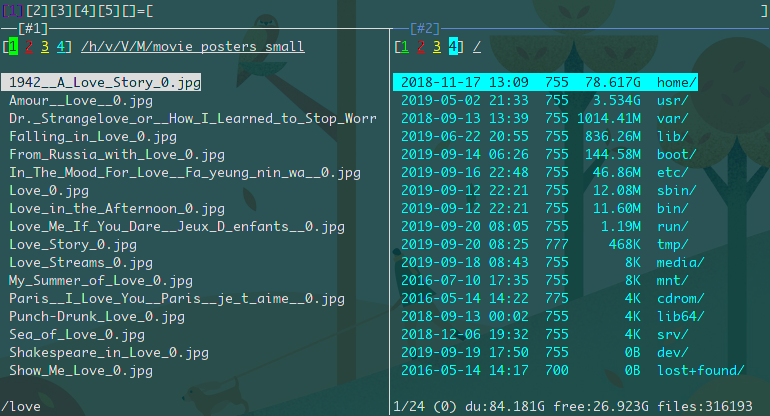 [1][2][3][4][5][]=[ ]
[#1]
[1 2 3 4] /h/v/V/M/movie_posters_small
1942__A_Love_Story_0.jpg
Amour__Love__0.jpg
Dr._Strangelove_or__How_I_Learned_to_Stop_Worr
Falling_in_Love_0.jpg
From_Russia_with_Love_0.jpg
In_The_Mood_For_Love__Fa_yeung_nin_wa__0.jpg
Love_0.jpg
Love_in_the_Afternoon_0.jpg
Love_Me_If_You_Dare__Jeux_D_enfants__0.jpg
Love_Story_0.jpg
Love_Streams_0.jpg
My_Summer_of_Love_0.jpg
Paris__I_Love_You__Paris__je_t_aime__0.jpg
Punch-Drunk_Love_0.jpg
Sea_of_Love_0.jpg
Shakespeare_in_Love_0.jpg
Show_Me_Love_0.jpg
/love
[#2]
[1 2 3 4] /
2018-11-17 13:09 755 78.617G home/
2019-05-02 21:33 755 3.534G usr/
2018-09-13 13:39 755 1014.41M var/
2019-06-22 20:55 755 836.26M lib/
2019-09-14 06:26 755 144.58M boot/
2019-09-16 22:48 755 46.86M etc/
2019-09-12 22:21 755 12.08M sbin/
2019-09-12 22:21 755 11.60M bin/
2019-09-20 08:05 755 1.19M run/
2019-09-20 08:25 777 468K tmp/
2019-09-18 08:43 755 8K media/
2016-07-10 17:35 755 8K mnt/
2016-05-14 14:22 775 4K cdrom/
2018-09-13 00:02 755 4K lib64/
2018-12-06 19:32 755 4K srv/
2019-09-19 17:50 755 0B dev/
2016-05-14 14:17 700 0B lost+found/
1/24 (0) du:84.181G free:26.923G files:316193